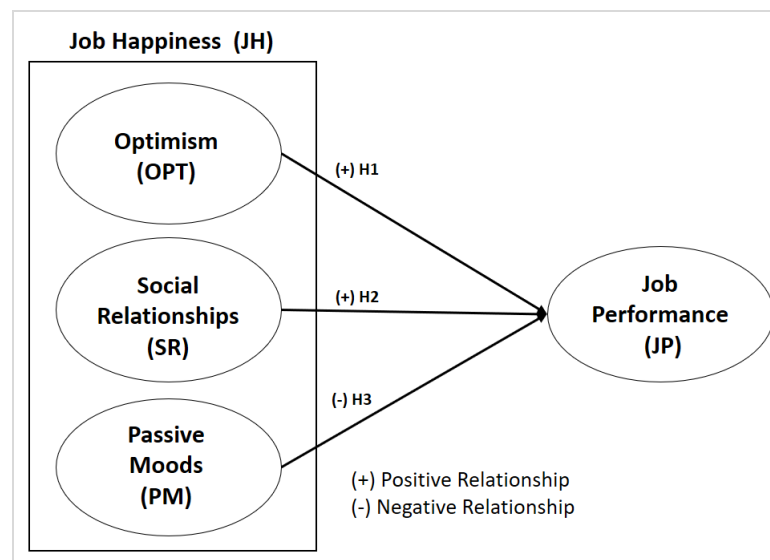 Job Happiness (JH)
Optimism
(OPT)
(+) H1
Social
Relationships
(SR)
(+) H2
Job
Performance
(JP)
(-) H3
Passive
Moods
(PM)
(+) Positive Relationship
(-) Negative Relationship